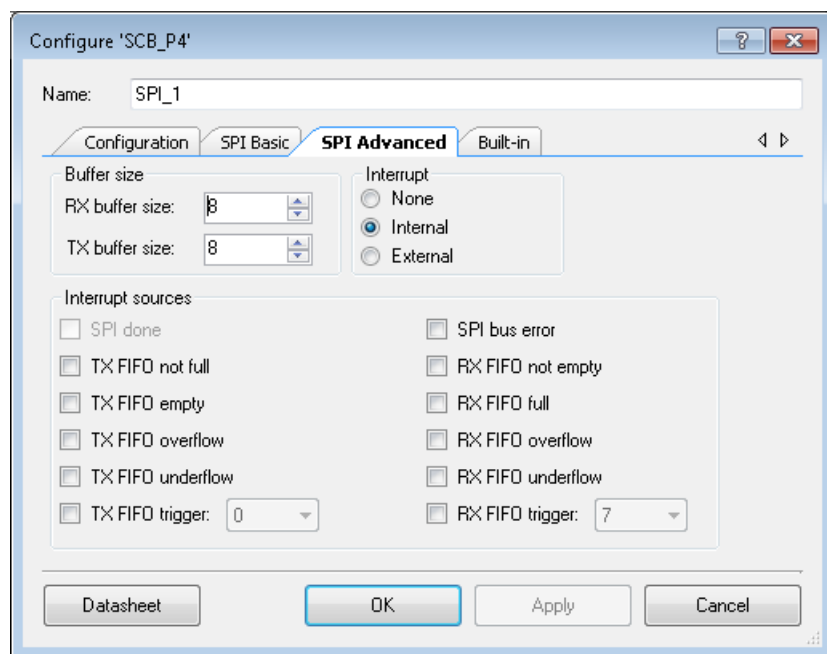 Configure 'SCB_P4'
Name: SPI_1
Configuration SPI Basic SPI Advanced Built-in
Buffer size
RX buffer size: 8
TX buffer size: 8
Interrupt
None
Internal
External
Interrupt sources
SPI done
SPI bus error
TX FIFO not full
RX FIFO not empty
TX FIFO empty
RX FIFO full
TX FIFO overflow
RX FIFO overflow
TX FIFO underflow
RX FIFO underflow
TX FIFO trigger: 0
RX FIFO trigger: 7
Datasheet OK Apply Cancel